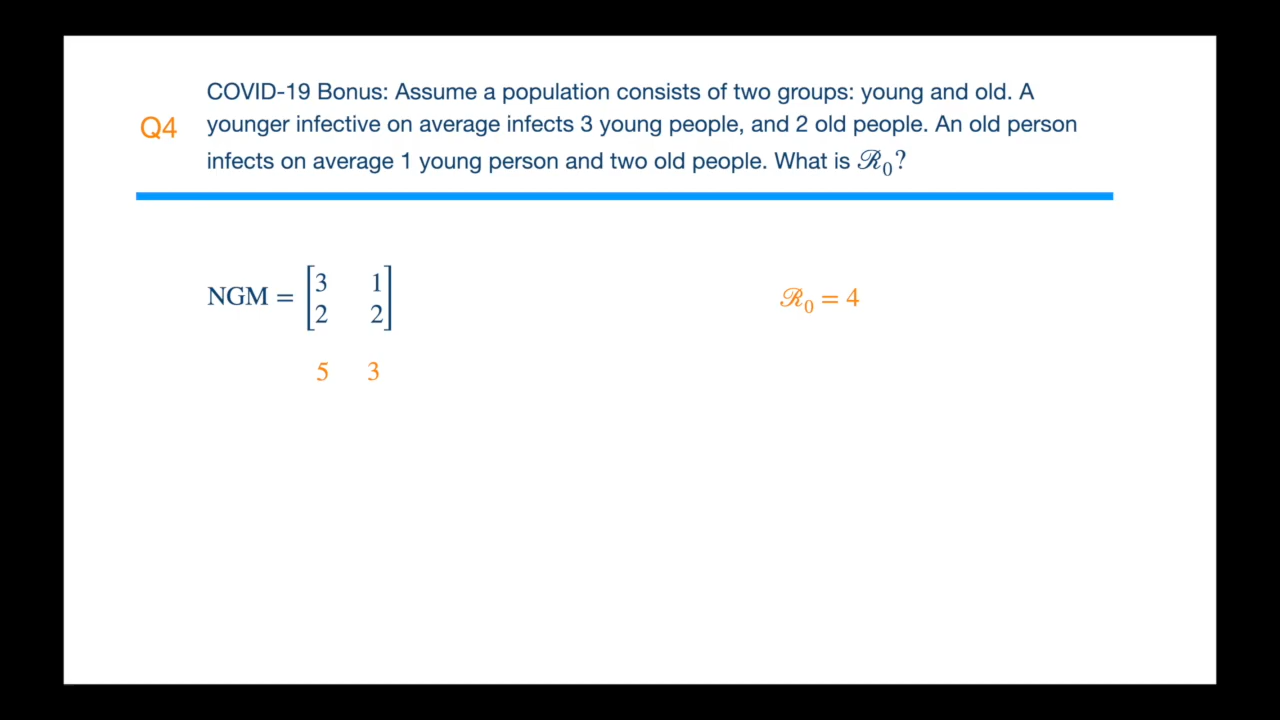 COVID-19 Bonus: Assume a population consists of two groups: young and old. A
Q4 younger infective on average infects 3 young people, and 2 old people. An old person
infects on average 1 young person and two old people. What is ℛ₀?
NGM = [3 1
2 2]
ℛ₀ = 4
5 3